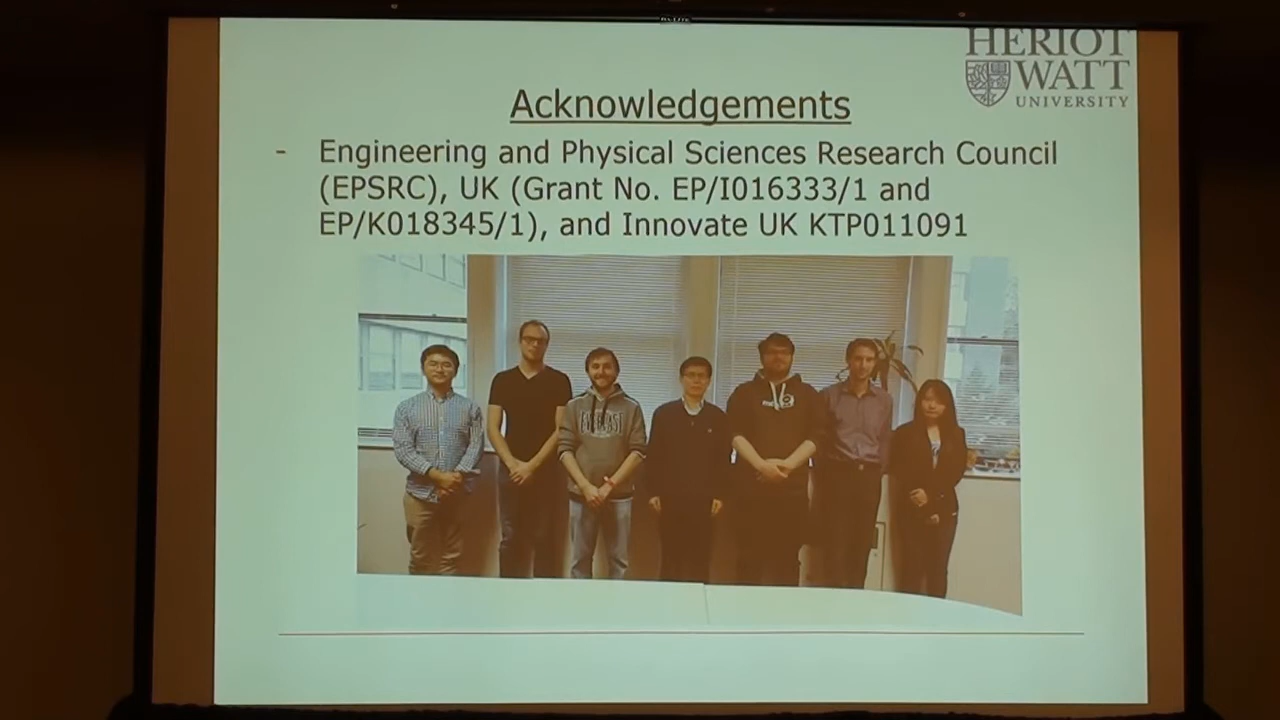 HERIOT
WATT
UNIVERSITY
Acknowledgements
- Engineering and Physical Sciences Research Council
(EPSRC), UK (Grant No. EP/I016333/1 and
EP/K018345/1), and Innovate UK KTP011091